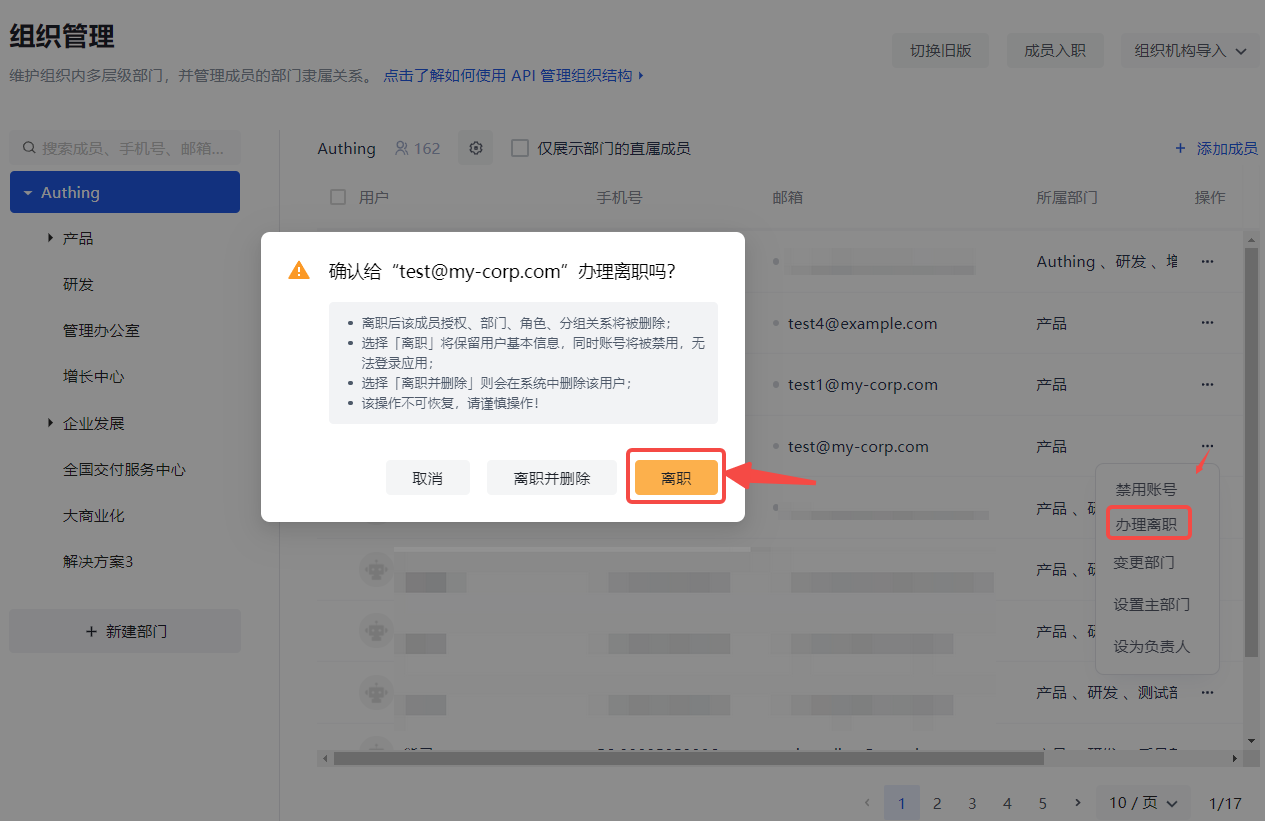 组织管理
维护组织内多层级部门，并管理成员的部门隶属关系。 点击了解如何使用 API 管理组织结构
切换旧版
成员入职
组织机构导入
搜索成员、手机号、邮箱...
Authing
产品
研发
管理办公室
增长中心
企业发展
全国交付服务中心
大商业化
解决方案3
+ 新建部门
Authing 162 仅展示部门的直属成员
+ 添加成员
用户 手机号 邮箱 所属部门 操作
Authing 、研发 、增 ···
test4@example.com 产品 ···
test1@my-corp.com 产品 ···
test@my-corp.com 产品 ···
产品 、研
产品 、研
产品 、研
产品 、研发 、测试部 ···
确认给“test@my-corp.com”办理离职吗？
离职后该成员授权、部门、角色、分组关系将被删除；
选择「离职」将保留用户基本信息，同时账号将被禁用，无
法登录应用；
选择「离职并删除」则会在系统中删除该用户；
该操作不可恢复，请谨慎操作！
取消
离职并删除
离职
禁用账号
办理离职
变更部门
设置主部门
设为负责人
1 2 3 4 5 10 / 页 1/17